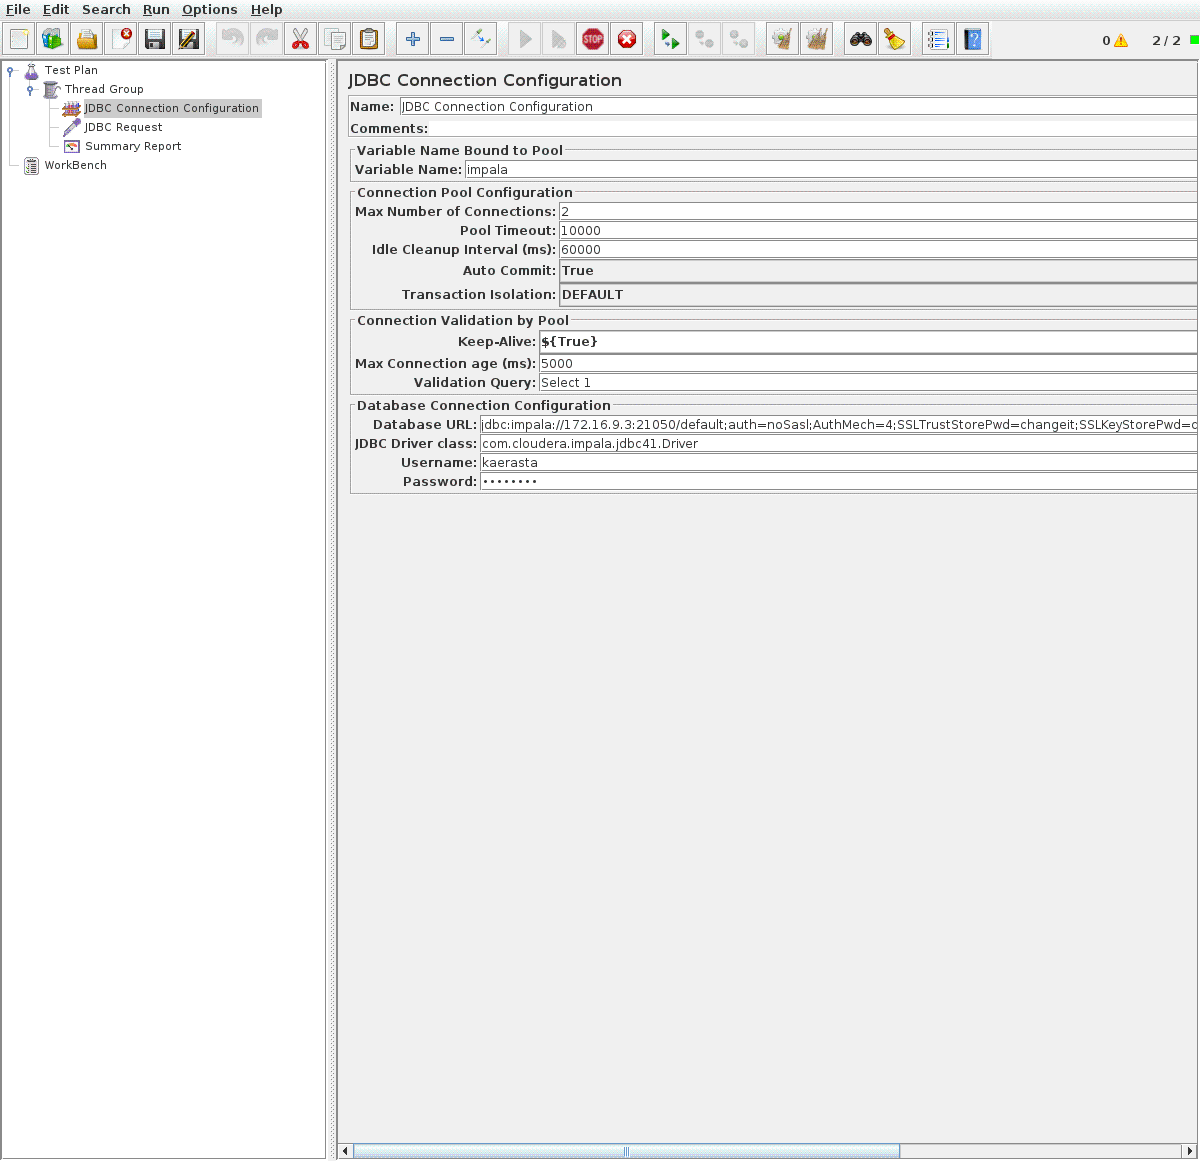 File Edit Search Run Options Help
STOP
0 2 / 2
Test Plan
Thread Group
JDBC Connection Configuration
JDBC Request
Summary Report
WorkBench
JDBC Connection Configuration
Name: JDBC Connection Configuration
Comments:
Variable Name Bound to Pool
Variable Name: impala
Connection Pool Configuration
Max Number of Connections: 2
Pool Timeout: 10000
Idle Cleanup Interval (ms): 60000
Auto Commit: True
Transaction Isolation: DEFAULT
Connection Validation by Pool
Keep-Alive: ${True}
Max Connection age (ms): 5000
Validation Query: Select 1
Database Connection Configuration
Database URL: jdbc:impala://172.16.9.3:21050/default;auth=noSasl;AuthMech=4;SSLTrustStorePwd=changeit;SSLKeyStorePwd=c
JDBC Driver class: com.cloudera.impala.jdbc41.Driver
Username: kaerasta
Password: ••••••••